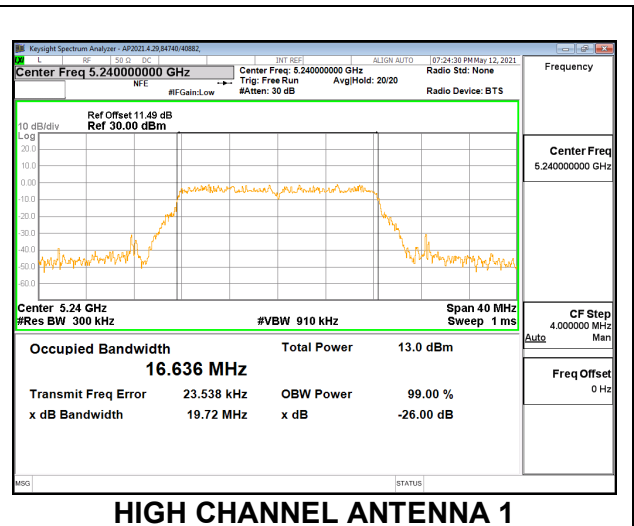 Keysight Spectrum Analyzer - AP2021.4.29,84740/40882,
L RF 50 Ω DC INT REF ALIGN AUTO 07:24:30 PM May 12, 2021
Center Freq 5.240000000 GHz Center Freq: 5.240000000 GHz Radio Std: None Frequency
NFE Trig: Free Run Avg|Hold: 20/20
#IFGain:Low #Atten: 30 dB Radio Device: BTS
Ref Offset 11.49 dB
10 dB/div Ref 30.00 dBm
Log
20.0
10.0
0.00
-10.0
-20.0
-30.0
-40.0
-50.0
-60.0
Center Freq
5.240000000 GHz
Center 5.24 GHz Span 40 MHz
#Res BW 300 kHz #VBW 910 kHz Sweep 1 ms
CF Step
4.000000 MHz
Auto Man
Occupied Bandwidth Total Power 13.0 dBm
16.636 MHz
Transmit Freq Error 23.538 kHz OBW Power 99.00 %
x dB Bandwidth 19.72 MHz x dB -26.00 dB
Freq Offset
0 Hz
MSG STATUS
HIGH CHANNEL ANTENNA 1